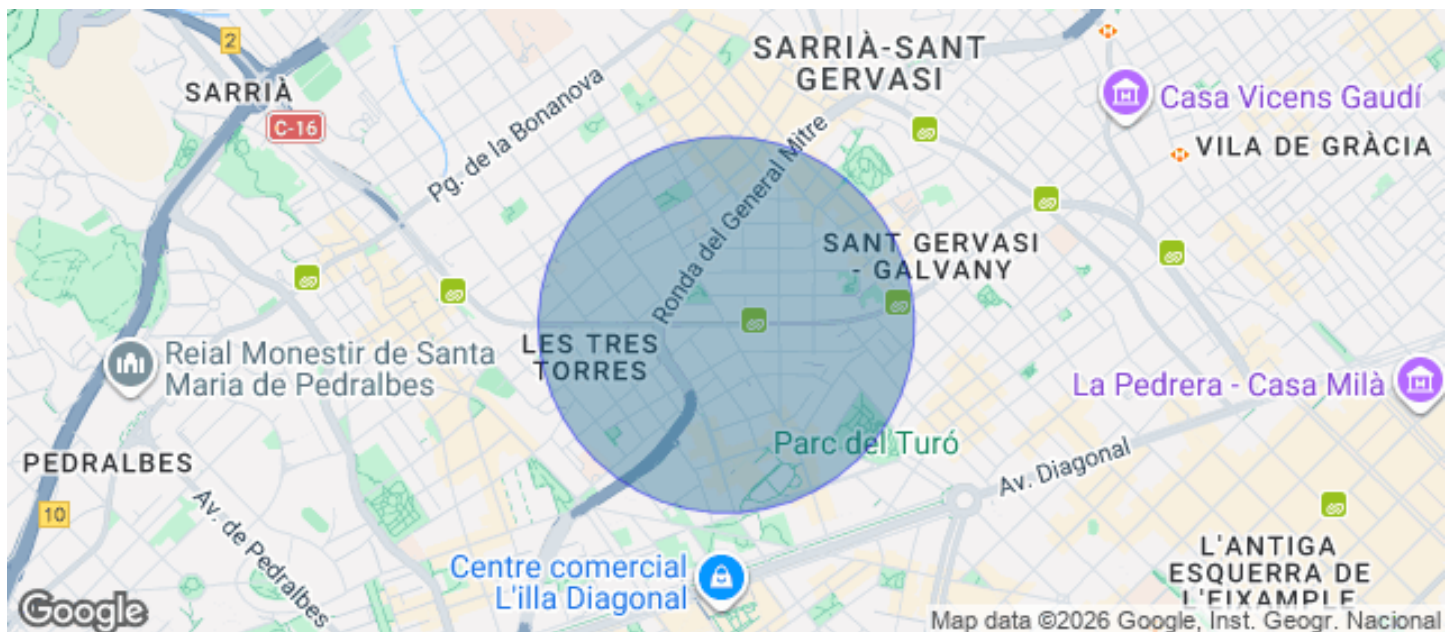 SARRIÀ-SANT
GERVASI
2
SARRIÀ
C-16
Pg. de la Bonanova
Casa Vicens Gaudí
VILA DE GRÀCIA
Ronda del General Mitre
SANT GERVASI
- GALVANY
LES TRES
TORRES
Reial Monestir de Santa
Maria de Pedralbes
La Pedrera - Casa Milà
Parc del Turó
PEDRALBES
Av. Diagonal
10
Av. de Pedralbes
Centre comercial
L'illa Diagonal
L'ANTIGA
ESQUERRA DE
L'EIXAMPLE
Google
Map data ©2026 Google, Inst. Geogr. Nacional